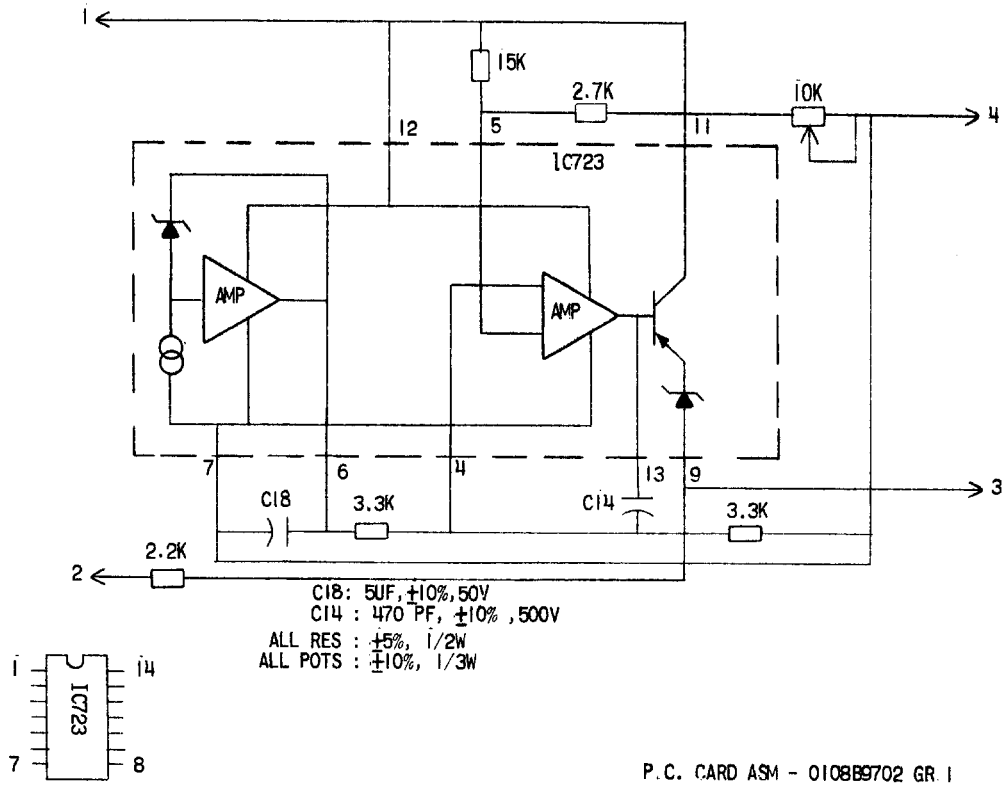 1
15K
2.7K
10K
4
12
5
11
IC723
AMP
AMP
7
6
4
13
9
3
C18
3.3K
C14
3.3K
2.2K
2
C18: 5UF, ±10%, 50V
C14 : 470 PF, ±10% ,500V
ALL RES : ±5%, 1/2W
ALL POTS : ±10%, 1/3W
1
14
IC723
7
8
P.C. CARD ASM - 0108B9702 GR 1